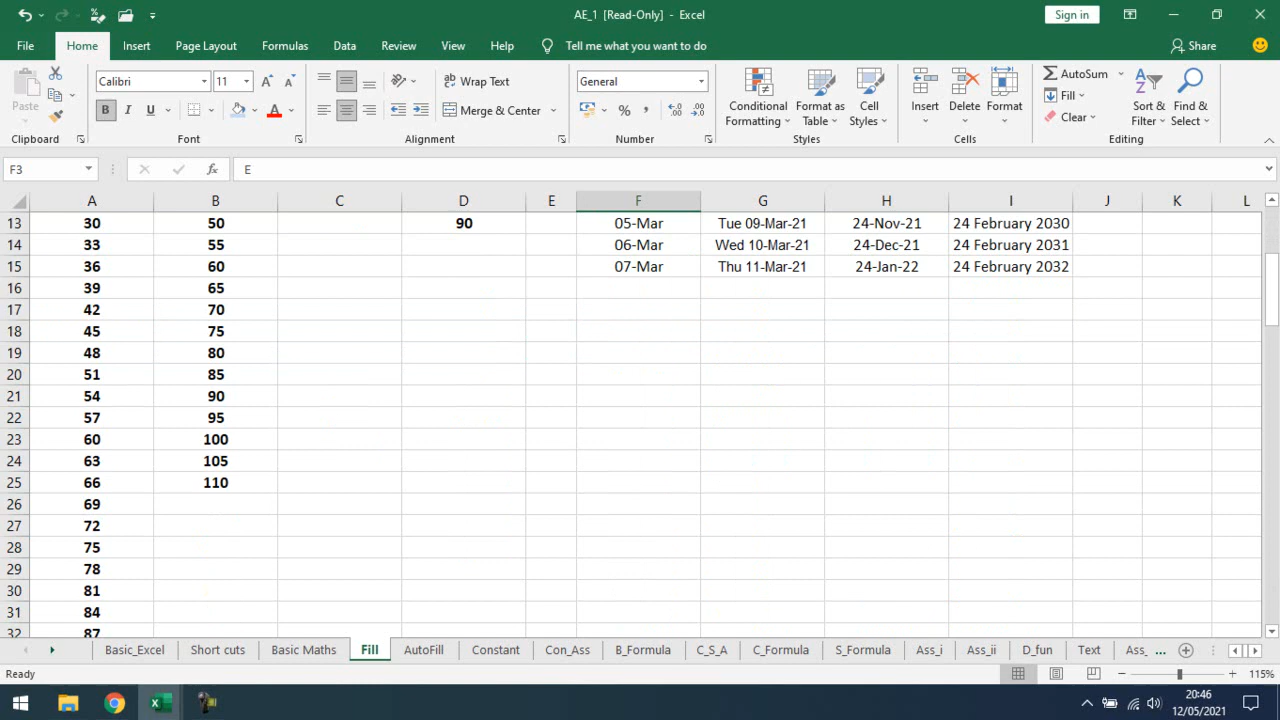 AE_1 [Read-Only] - Excel
Sign in
File Home Insert Page Layout Formulas Data Review View Help Tell me what you want to do Share
Paste
Calibri 11
B I U A
Wrap Text
Merge & Center
General
%
Conditional Formatting
Format as Table
Cell Styles
Insert
Delete
Format
AutoSum
Fill
Clear
Sort & Filter
Find & Select
Clipboard Font Alignment Number Styles Cells Editing
F3 fx E
A B C D E F G H I J K L
13 30 50 90 05-Mar Tue 09-Mar-21 24-Nov-21 24 February 2030
14 33 55 06-Mar Wed 10-Mar-21 24-Dec-21 24 February 2031
15 36 60 07-Mar Thu 11-Mar-21 24-Jan-22 24 February 2032
16 39 65
17 42 70
18 45 75
19 48 80
20 51 85
21 54 90
22 57 95
23 60 100
24 63 105
25 66 110
26 69
27 72
28 75
29 78
30 81
31 84
32 87
Basic_Excel Short cuts Basic Maths Fill AutoFill Constant Con_Ass B_Formula C_S_A C_Formula S_Formula Ass_i Ass_ii D_fun Text Ass_ ...
Ready 115%
20:46
12/05/2021